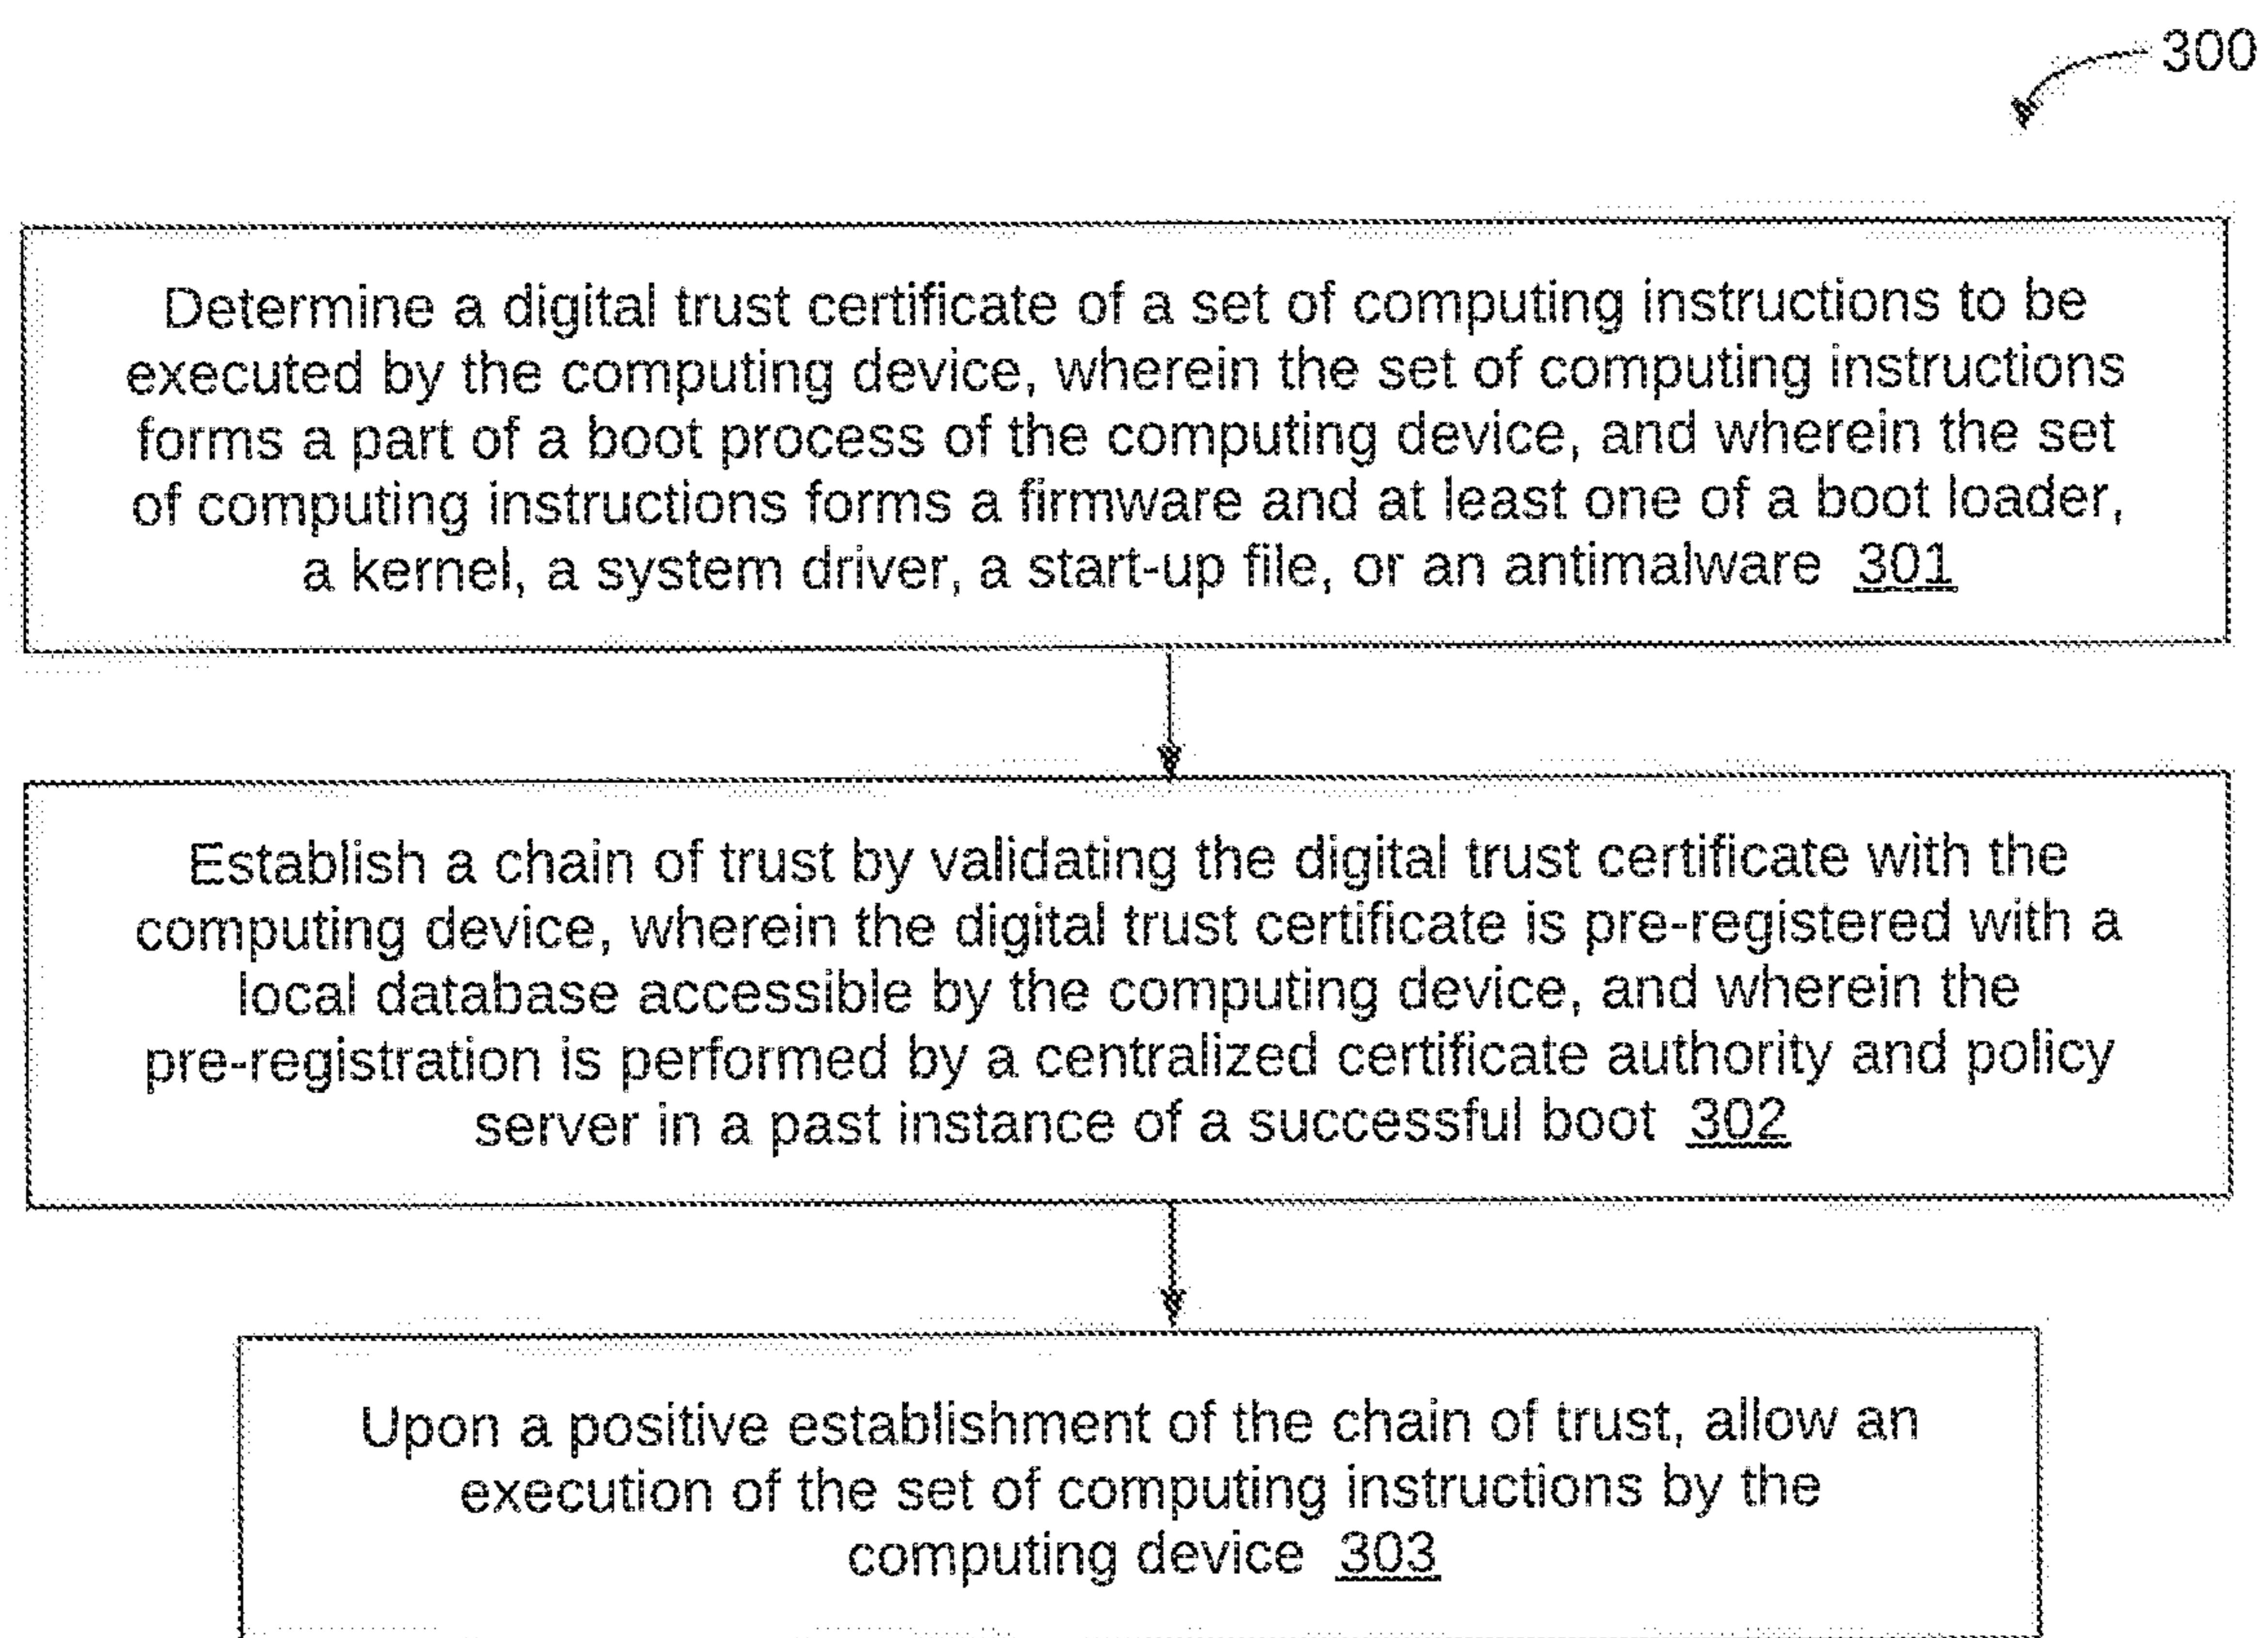 300
Determine a digital trust certificate of a set of computing instructions to be
executed by the computing device, wherein the set of computing instructions
forms a part of a boot process of the computing device, and wherein the set
of computing instructions forms a firmware and at least one of a boot loader,
a kernel, a system driver, a start-up file, or an antimalware 301
Establish a chain of trust by validating the digital trust certificate with the
computing device, wherein the digital trust certificate is pre-registered with a
local database accessible by the computing device, and wherein the
pre-registration is performed by a centralized certificate authority and policy
server in a past instance of a successful boot 302
Upon a positive establishment of the chain of trust, allow an
execution of the set of computing instructions by the
computing device 303